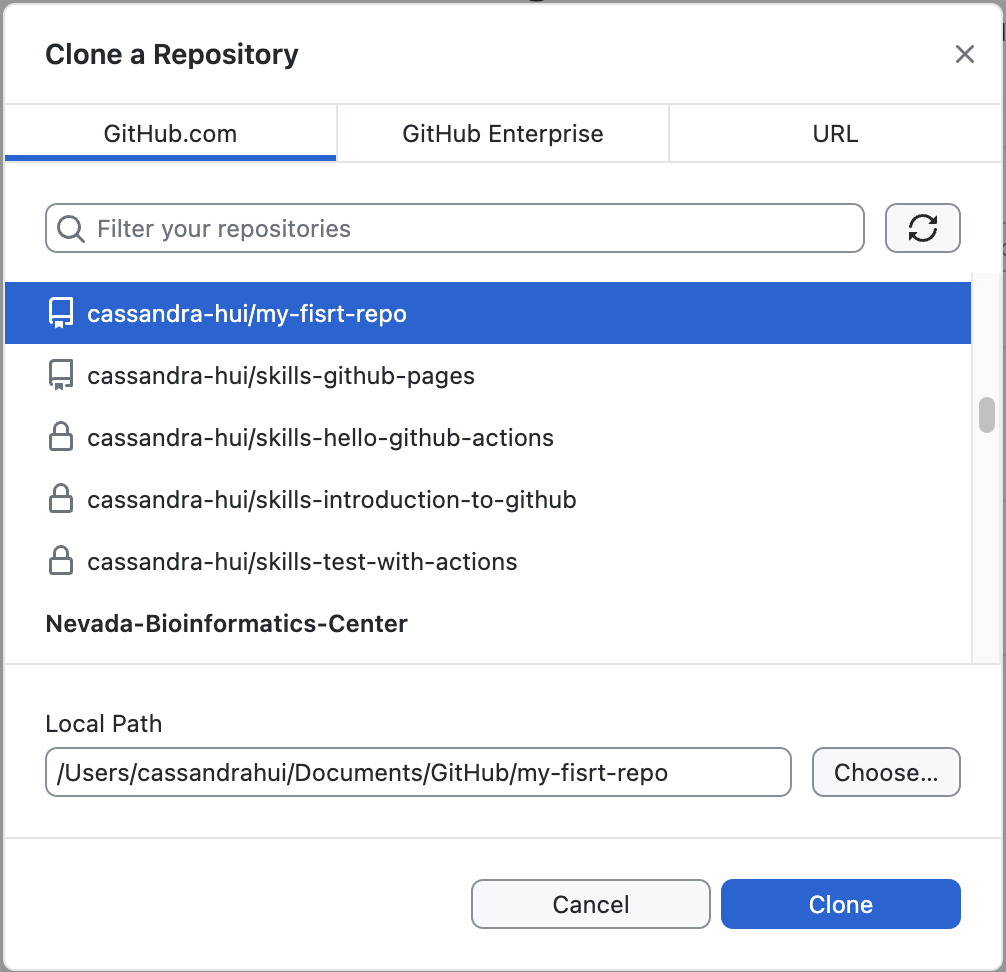 Clone a Repository
GitHub.com
GitHub Enterprise
URL
Filter your repositories
cassandra-hui/my-fisrt-repo
cassandra-hui/skills-github-pages
cassandra-hui/skills-hello-github-actions
cassandra-hui/skills-introduction-to-github
cassandra-hui/skills-test-with-actions
Nevada-Bioinformatics-Center
Local Path
/Users/cassandrahui/Documents/GitHub/my-fisrt-repo
Choose...
Cancel
Clone